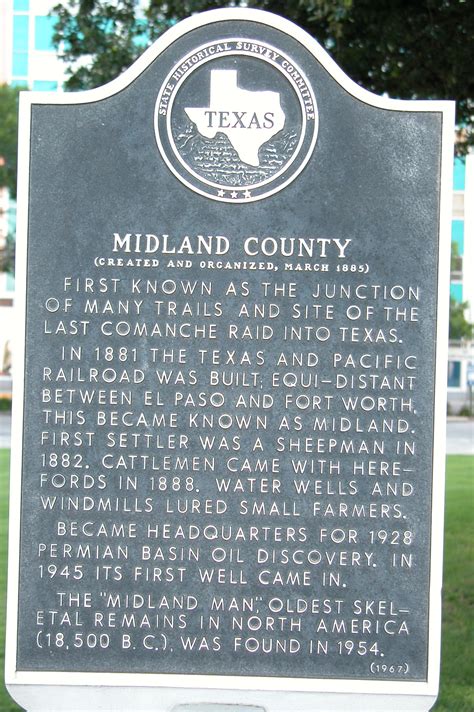 STATE HISTORICAL SURVEY COMMITTEE
TEXAS
MIDLAND COUNTY
(CREATED AND ORGANIZED, MARCH 1885)
FIRST KNOWN AS THE JUNCTION
OF MANY TRAILS AND SITE OF THE
LAST COMANCHE RAID INTO TEXAS.
IN 1881 THE TEXAS AND PACIFIC
RAILROAD WAS BUILT; EQUI-DISTANT
BETWEEN EL PASO AND FORT WORTH,
THIS BECAME KNOWN AS MIDLAND.
FIRST SETTLER WAS A SHEEPMAN IN
1882. CATTLEMEN CAME WITH HERE-
FORDS IN 1888. WATER WELLS AND
WINDMILLS LURED SMALL FARMERS.
BECAME HEADQUARTERS FOR 1928
PERMIAN BASIN OIL DISCOVERY. IN
1945 ITS FIRST WELL CAME IN.
THE "MIDLAND MAN," OLDEST SKEL-
ETAL REMAINS IN NORTH AMERICA
(18,500 B.C.), WAS FOUND IN 1954.
(1967)